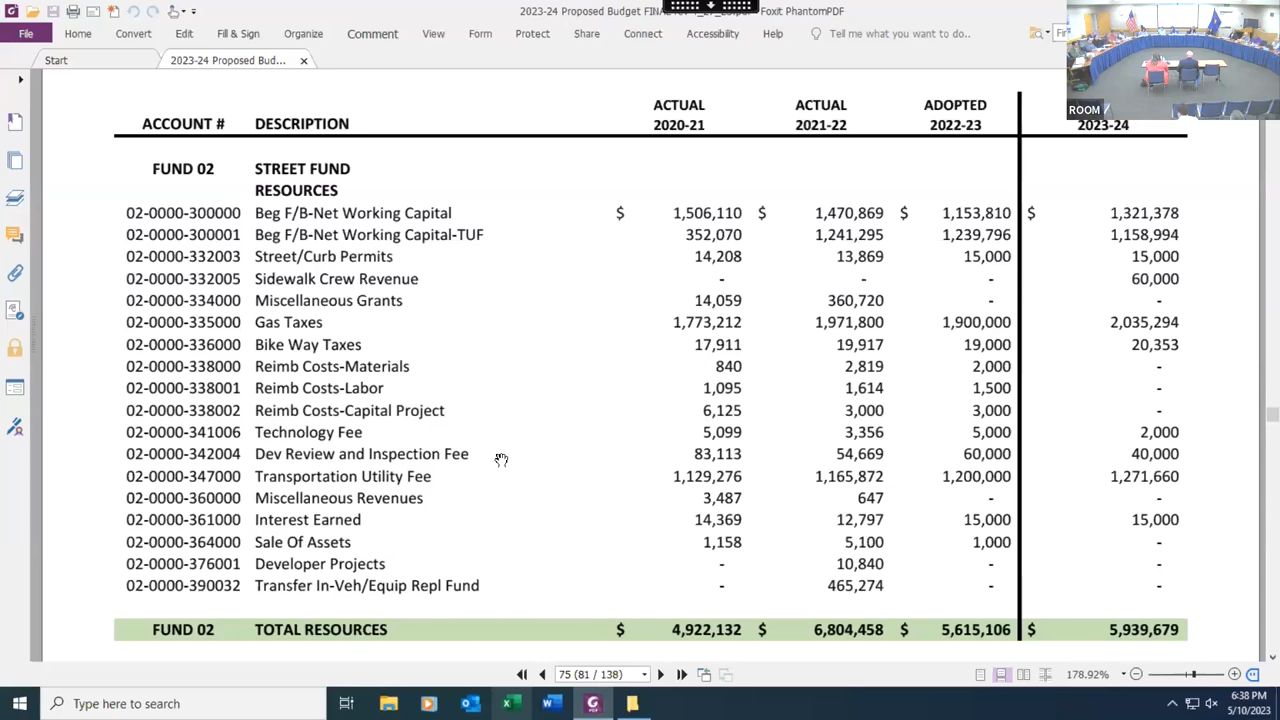 2023-24 Proposed Budget FINAL
Foxit PhantomPDF
File Home Convert Edit Fill & Sign Organize Comment View Form Protect Share Connect Accessibility Help Tell me what you want to do..
Start 2023-24 Proposed Bud...
ROOM
ACTUAL ACTUAL ADOPTED
ACCOUNT # DESCRIPTION 2020-21 2021-22 2022-23 2023-24
FUND 02 STREET FUND
RESOURCES
02-0000-300000 Beg F/B-Net Working Capital $ 1,506,110 $ 1,470,869 $ 1,153,810 $ 1,321,378
02-0000-300001 Beg F/B-Net Working Capital-TUF 352,070 1,241,295 1,239,796 1,158,994
02-0000-332003 Street/Curb Permits 14,208 13,869 15,000 15,000
02-0000-332005 Sidewalk Crew Revenue - - - 60,000
02-0000-334000 Miscellaneous Grants 14,059 360,720 - -
02-0000-335000 Gas Taxes 1,773,212 1,971,800 1,900,000 2,035,294
02-0000-336000 Bike Way Taxes 17,911 19,917 19,000 20,353
02-0000-338000 Reimb Costs-Materials 840 2,819 2,000 -
02-0000-338001 Reimb Costs-Labor 1,095 1,614 1,500 -
02-0000-338002 Reimb Costs-Capital Project 6,125 3,000 3,000 -
02-0000-341006 Technology Fee 5,099 3,356 5,000 2,000
02-0000-342004 Dev Review and Inspection Fee 83,113 54,669 60,000 40,000
02-0000-347000 Transportation Utility Fee 1,129,276 1,165,872 1,200,000 1,271,660
02-0000-360000 Miscellaneous Revenues 3,487 647 - -
02-0000-361000 Interest Earned 14,369 12,797 15,000 15,000
02-0000-364000 Sale Of Assets 1,158 5,100 1,000 -
02-0000-376001 Developer Projects - 10,840 - -
02-0000-390032 Transfer In-Veh/Equip Repl Fund - 465,274 - -
FUND 02 TOTAL RESOURCES $ 4,922,132 $ 6,804,458 $ 5,615,106 $ 5,939,679
75 (81 / 138) 178.92%
Type here to search
6:38 PM
5/10/2023